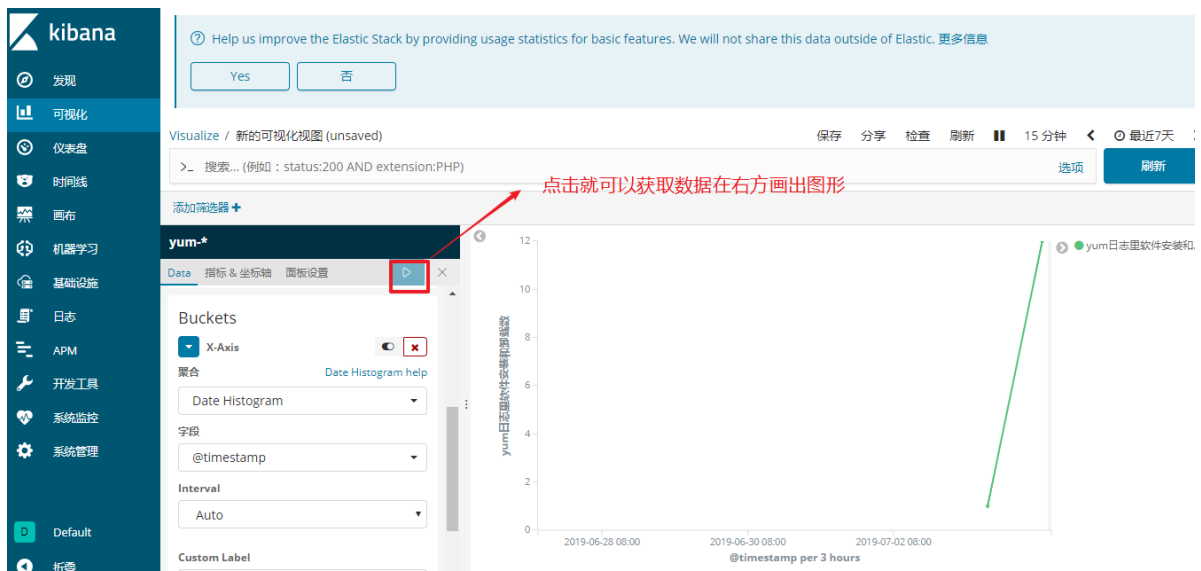 kibana
发现
可视化
仪表盘
时间线
画布
机器学习
基础设施
日志
APM
开发工具
系统监控
系统管理
D Default
折叠
Help us improve the Elastic Stack by providing usage statistics for basic features. We will not share this data outside of Elastic. 更多信息
Yes 否
Visualize / 新的可视化视图 (unsaved)
保存 分享 检查 刷新 15 分钟 最近7天
>_ 搜索... (例如：status:200 AND extension:PHP) 选项 刷新
点击就可以获取数据在右方画出图形
添加筛选器
yum-*
Data 指标 & 坐标轴 面板设置
Buckets
X-Axis
聚合 Date Histogram help
Date Histogram
字段
@timestamp
Interval
Auto
Custom Label
12
10
8
6
4
2
0
2019-06-28 08:00 2019-06-30 08:00 2019-07-02 08:00
@timestamp per 3 hours
yum日志里软件安装和